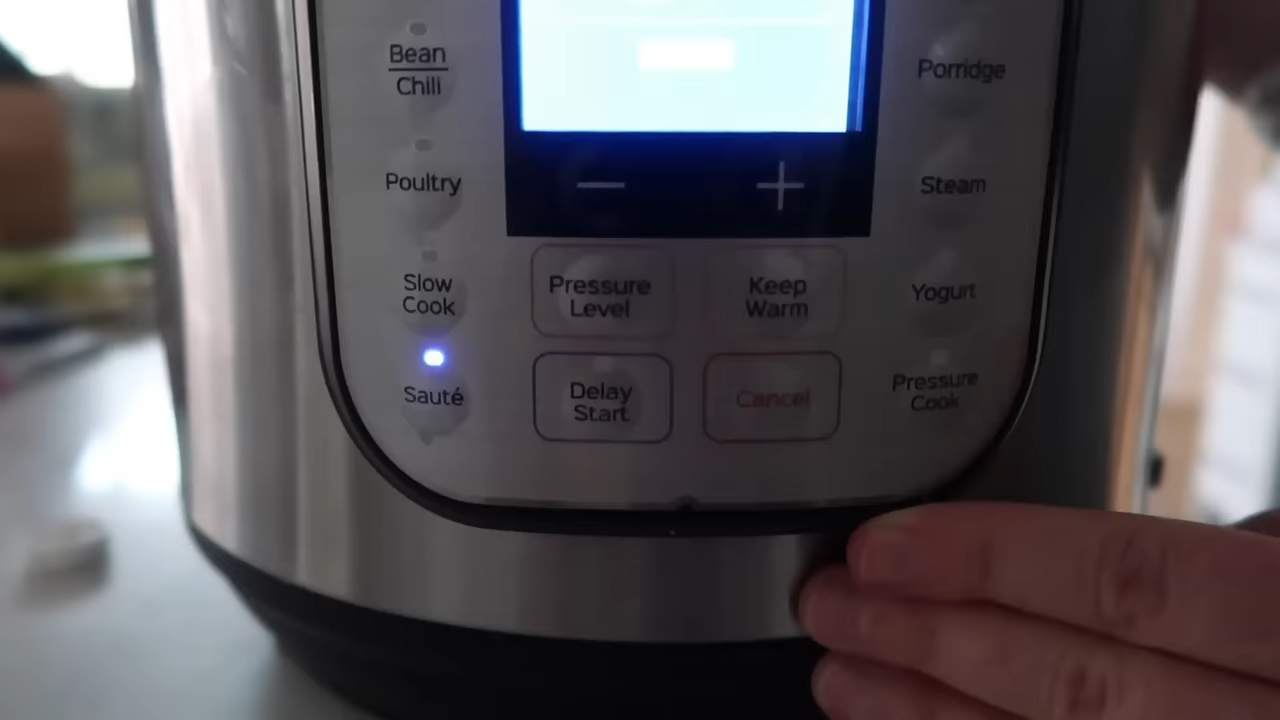 Bean
Chili
Poultry
Slow
Cook
Sauté
— +
Pressure
Level
Keep
Warm
Delay
Start
Cancel
Porridge
Steam
Yogurt
Pressure
Cook